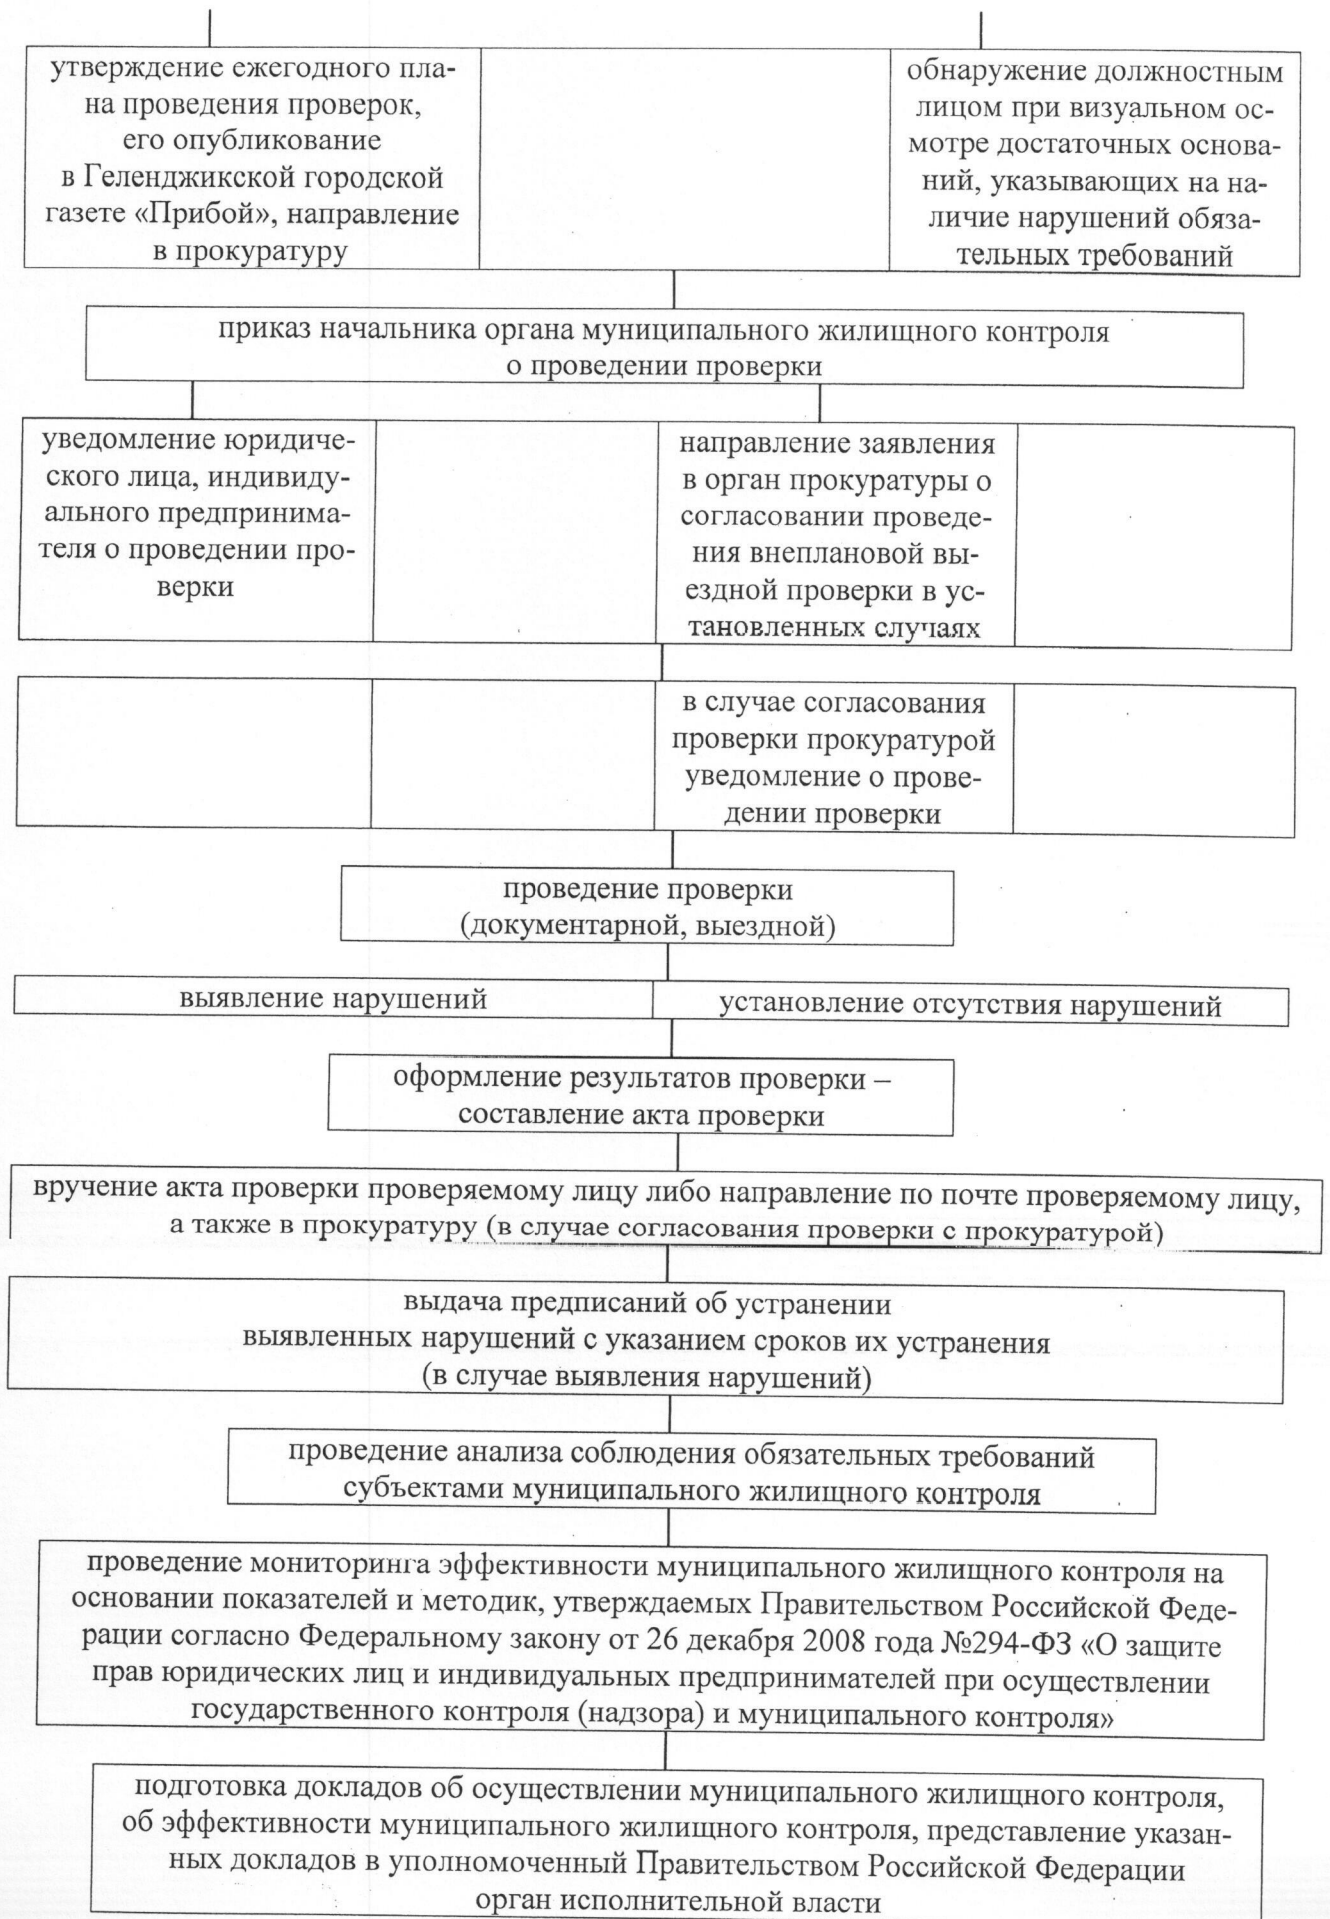 утверждение ежегодного пла-
на проведения проверок,
его опубликование
в Геленджикской городской
газете «Прибой», направление
в прокуратуру
обнаружение должностным
лицом при визуальном ос-
мотре достаточных основа-
ний, указывающих на на-
личие нарушений обяза-
тельных требований
приказ начальника органа муниципального жилищного контроля
о проведении проверки
уведомление юридиче-
ского лица, индивиду-
ального предпринима-
теля о проведении про-
верки
направление заявления
в орган прокуратуры о
согласовании проведе-
ния внеплановой вы-
ездной проверки в ус-
тановленных случаях
в случае согласования
проверки прокуратурой
уведомление о прове-
дении проверки
проведение проверки
(документарной, выездной)
выявление нарушений
установление отсутствия нарушений
оформление результатов проверки –
составление акта проверки
вручение акта проверки проверяемому лицу либо направление по почте проверяемому лицу,
а также в прокуратуру (в случае согласования проверки с прокуратурой)
выдача предписаний об устранении
выявленных нарушений с указанием сроков их устранения
(в случае выявления нарушений)
проведение анализа соблюдения обязательных требований
субъектами муниципального жилищного контроля
проведение мониторинга эффективности муниципального жилищного контроля на
основании показателей и методик, утверждаемых Правительством Российской Феде-
рации согласно Федеральному закону от 26 декабря 2008 года №294-ФЗ «О защите
прав юридических лиц и индивидуальных предпринимателей при осуществлении
государственного контроля (надзора) и муниципального контроля»
подготовка докладов об осуществлении муниципального жилищного контроля,
об эффективности муниципального жилищного контроля, представление указан-
ных докладов в уполномоченный Правительством Российской Федерации
орган исполнительной власти